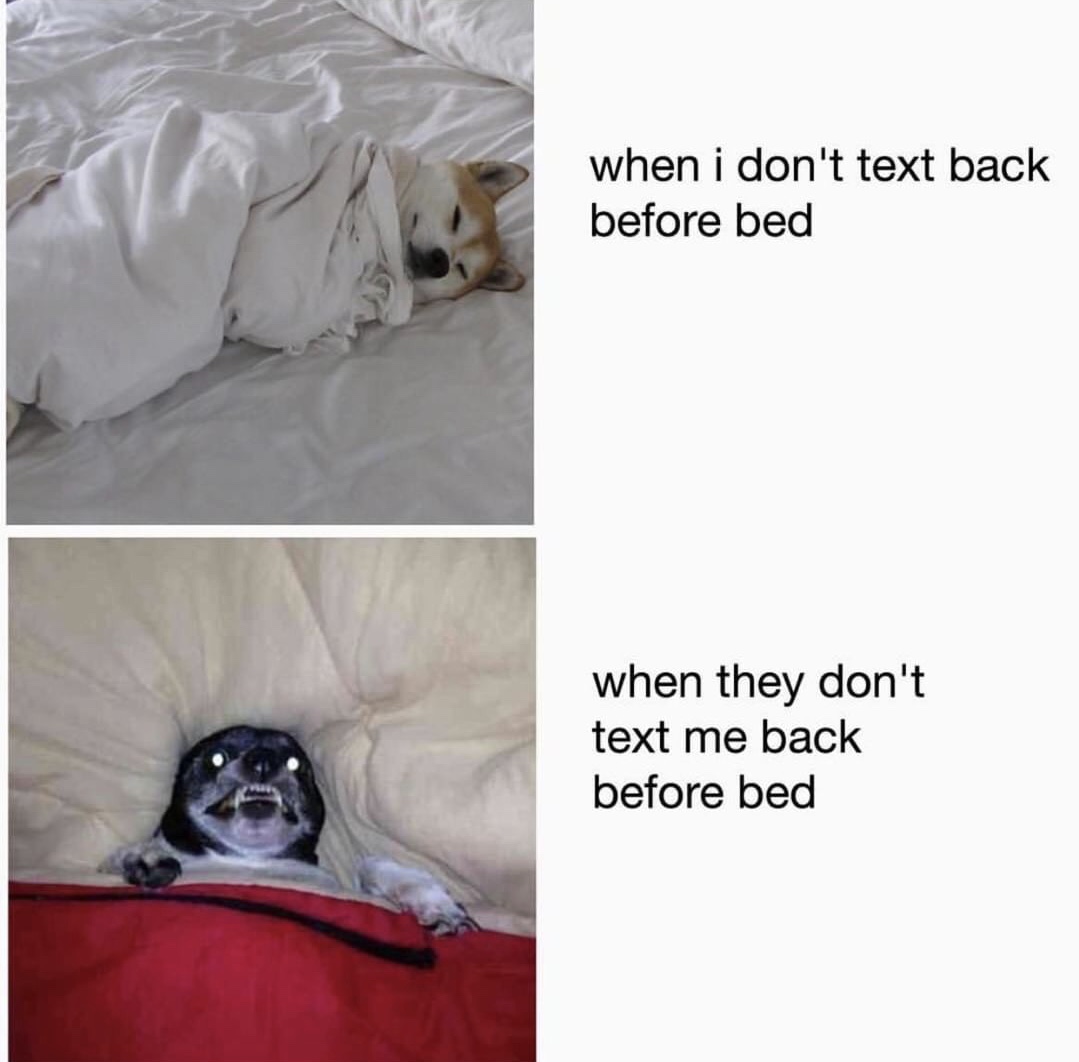 when i don't text back
before bed
when they don't
text me back
before bed